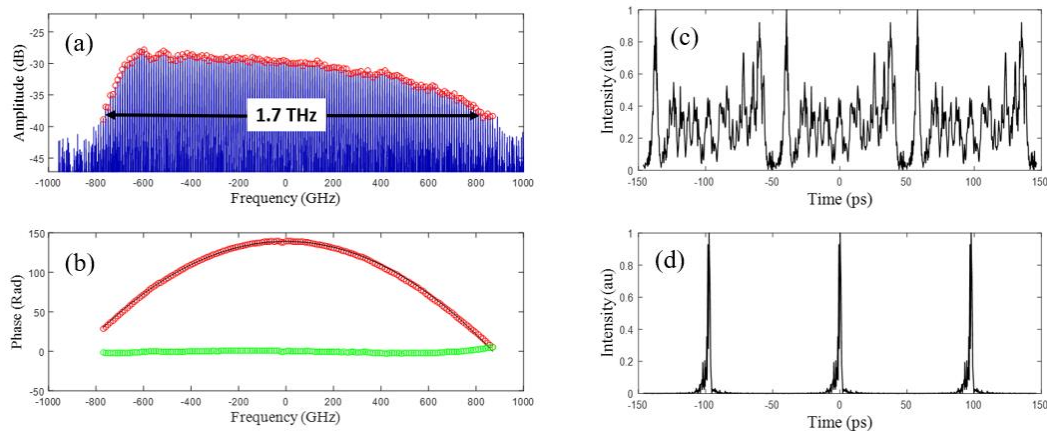 -25
-30
-35
-40
-45
Amplitude (dB)
(a)
1.7 THz
-1000 -800 -600 -400 -200 0 200 400 600 800 1000
Frequency (GHz)
150
100
50
0
-50
Phase (Rad)
(b)
-1000 -800 -600 -400 -200 0 200 400 600 800 1000
Frequency (GHz)
1
0.8
0.6
0.4
0.2
0
Intensity (au)
(c)
-150 -100 -50 0 50 100 150
Time (ps)
1
0.8
0.6
0.4
0.2
0
Intensity (au)
(d)
-150 -100 -50 0 50 100 150
Time (ps)